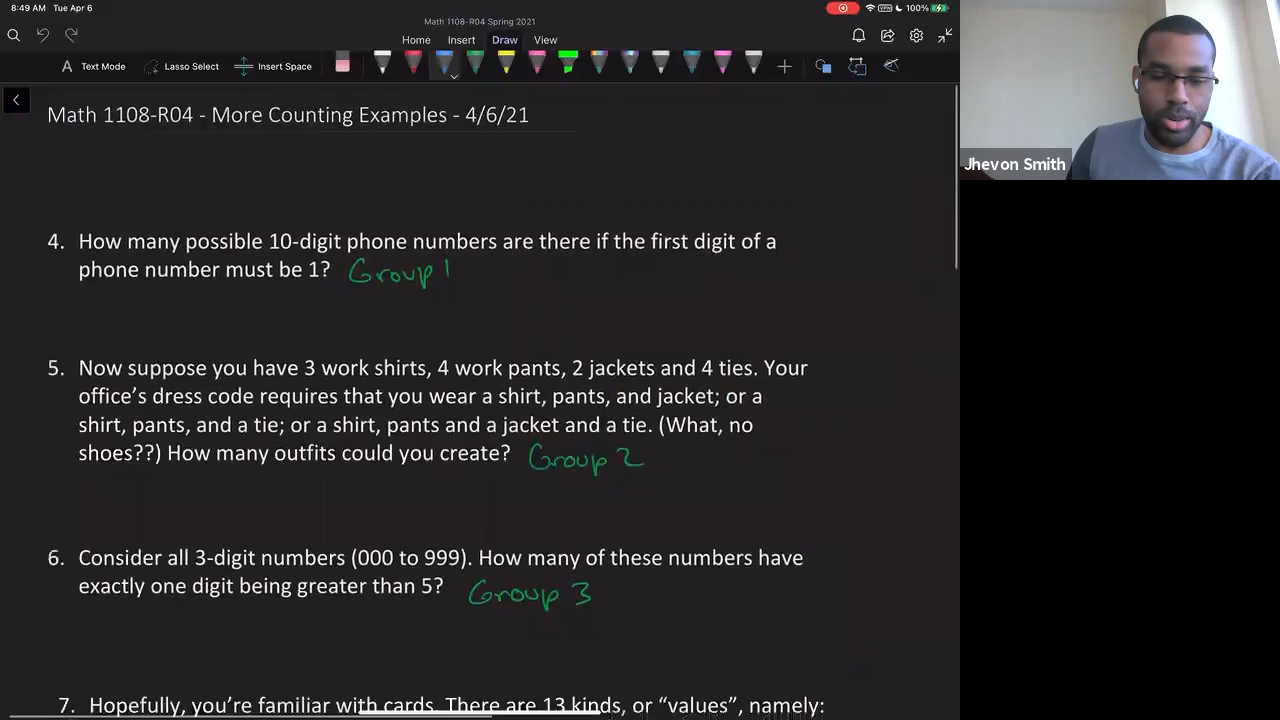 8:49 AM Tue Apr 6
VPN 100%
Math 1108-R04 Spring 2021
Home Insert Draw View
Text Mode Lasso Select Insert Space
Math 1108-R04 - More Counting Examples - 4/6/21
Jhevon Smith
4. How many possible 10-digit phone numbers are there if the first digit of a
phone number must be 1? Group 1
5. Now suppose you have 3 work shirts, 4 work pants, 2 jackets and 4 ties. Your
office's dress code requires that you wear a shirt, pants, and jacket; or a
shirt, pants, and a tie; or a shirt, pants and a jacket and a tie. (What, no
shoes??) How many outfits could you create? Group 2
6. Consider all 3-digit numbers (000 to 999). How many of these numbers have
exactly one digit being greater than 5? Group 3
7. Hopefully, you're familiar with cards. There are 13 kinds, or “values”, namely: